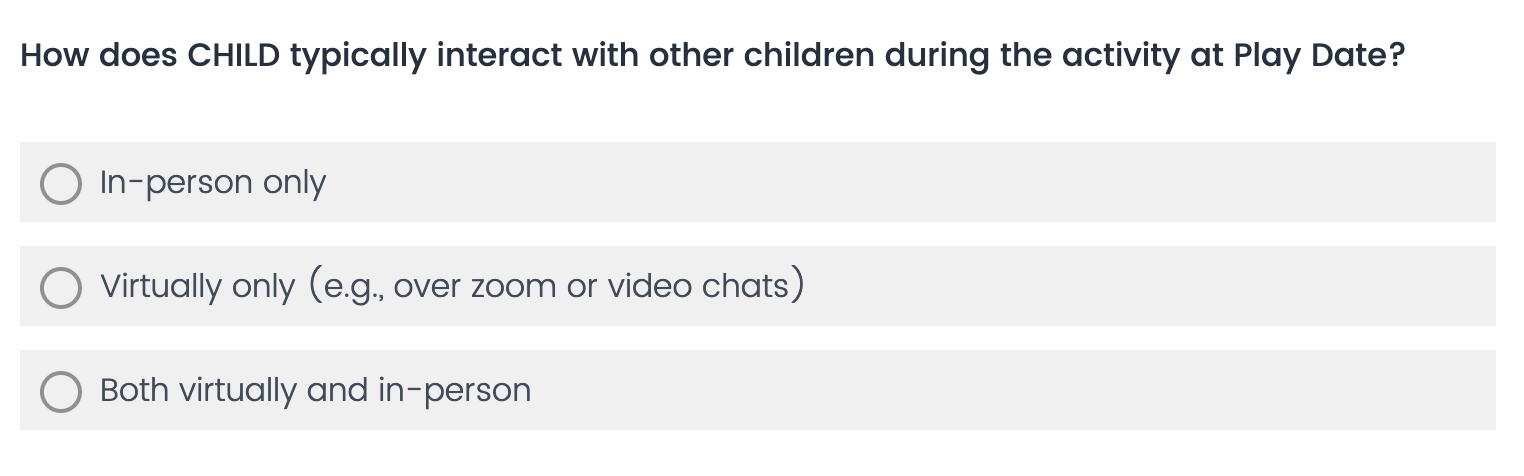 How does CHILD typically interact with other children during the activity at Play Date?
In-person only
Virtually only (e.g., over zoom or video chats)
Both virtually and in-person